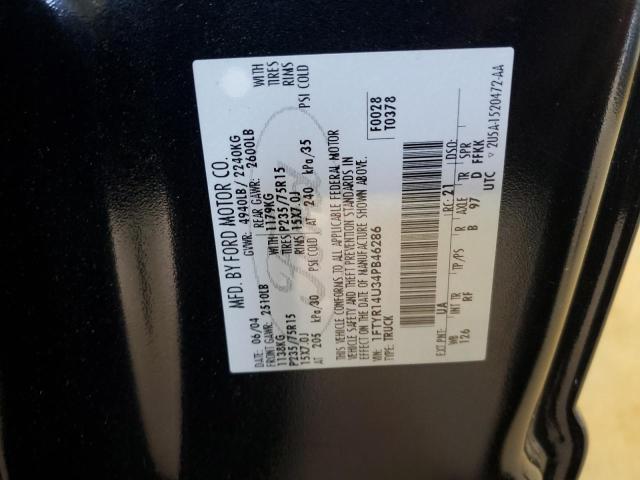 MFD. BY FORD MOTOR CO.
DATE: 06/04 GVWR: 4940LB/ 2240KG
FRONT GAWR: 2510LB REAR GAWR: 2600LB
1138KG 1179KG WITH
P235/75R15 TIRES P235/75R15 TIRES
15X7.0J RIMS 15X7.0J RIMS
AT 205 kPa/30 PSI COLD AT 240 kPa/35 PSI COLD
THIS VEHICLE CONFORMS TO ALL APPLICABLE FEDERAL MOTOR
VEHICLE SAFETY AND THEFT PREVENTION STANDARDS IN
EFFECT ON THE DATE OF MANUFACTURE SHOWN ABOVE.
VIN: 1FTYR14U34PB46286 F0028
TYPE: TRUCK T0378
EXT PNT: UA RC: 21 DSO:
WB INT TR TP/PS R AXLE TR SPR
126 RF B 97 D FFKK
UTC 2U5A-1520472-AA